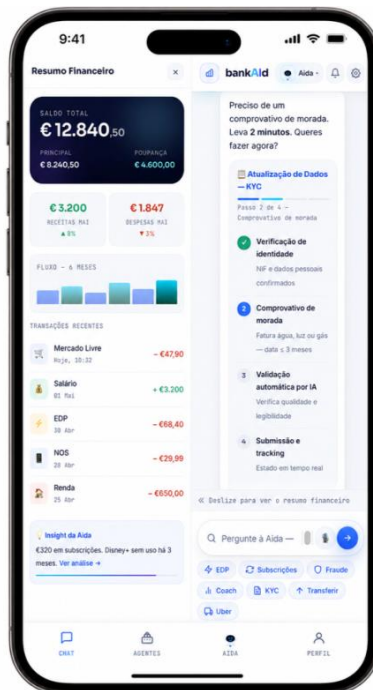 9:41
Resumo Financeiro
×
SALDO TOTAL
€ 12.840,50
PRINCIPAL
€ 8.240,50
POUPANÇA
€ 4.600,00
€ 3.200
RECEITAS MAI
▲ 8%
€ 1.847
DESPESAS MAI
▼ 3%
FLUXO — 6 MESES
TRANSAÇÕES RECENTES
Mercado Livre
Hoje, 10:32
− €47,90
Salário
01 Mai
+ €3.200
EDP
30 Abr
− €68,40
NOS
28 Abr
− €29,99
Renda
25 Abr
− €650,00
Insight da Aida
€320 em subscrições. Disney+ sem uso há 3
meses. Ver análise →
bankAId
Aida
Preciso de um
comprovativo de morada.
Leva 2 minutos. Queres
fazer agora?
Atualização de Dados
— KYC
Passo 2 de 4 —
Comprovativo de morada
✓
Verificação de
identidade
NIF e dados pessoais
confirmados
2
Comprovativo de
morada
Fatura água, luz ou gás
— data ≤ 3 meses
3
Validação
automática por IA
Verifica qualidade e
legibilidade
4
Submissão e
tracking
Estado em tempo real
« Deslize para ver o resumo financeiro
Pergunte à Aida —
EDP
Subscrições
Fraude
Coach
KYC
Transferir
Uber
CHAT
AGENTES
AIDA
PERFIL